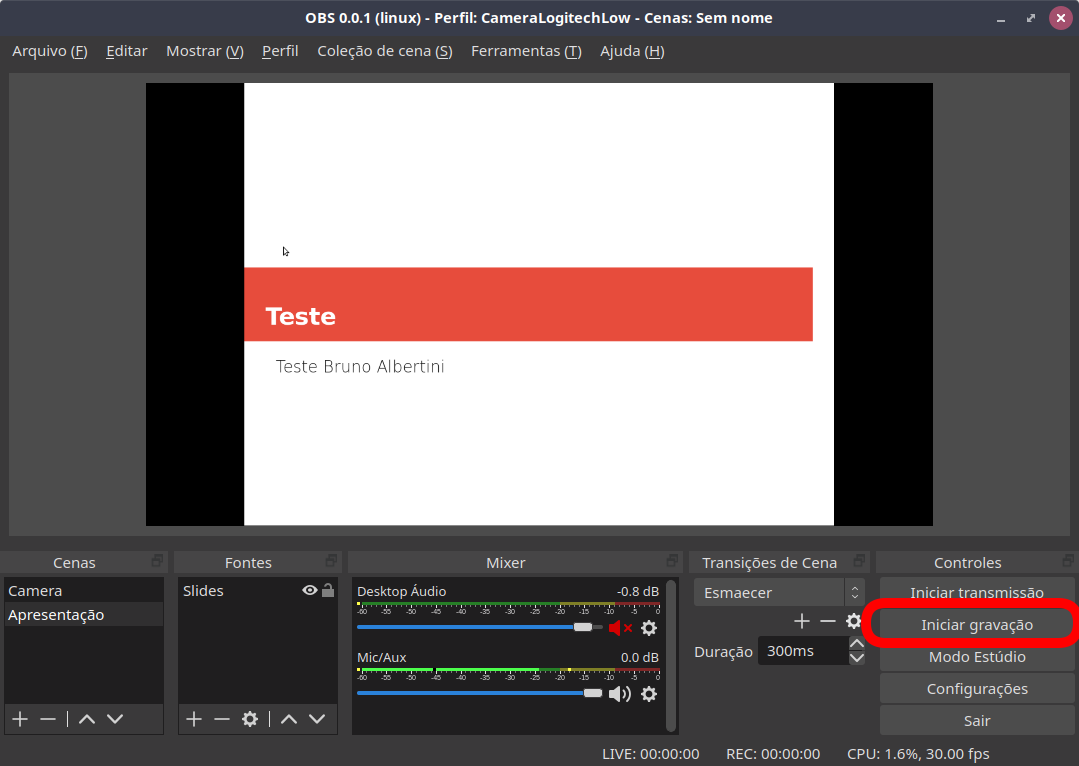 OBS 0.0.1 (linux) - Perfil: CameraLogitechLow - Cenas: Sem nome
Arquivo (F) Editar Mostrar (V) Perfil Coleção de cena (S) Ferramentas (T) Ajuda (H)
Teste
Teste Bruno Albertini
Cenas
Camera
Apresentação
Fontes
Slides
Mixer
Desktop Áudio -0.8 dB
-60 -55 -50 -45 -40 -35 -30 -25 -20 -15 -10 -5 0
Mic/Aux 0.0 dB
-60 -55 -50 -45 -40 -35 -30 -25 -20 -15 -10 -5 0
Transições de Cena
Esmaecer
Duração 300ms
Controles
Iniciar transmissão
Iniciar gravação
Modo Estúdio
Configurações
Sair
LIVE: 00:00:00 REC: 00:00:00 CPU: 1.6%, 30.00 fps